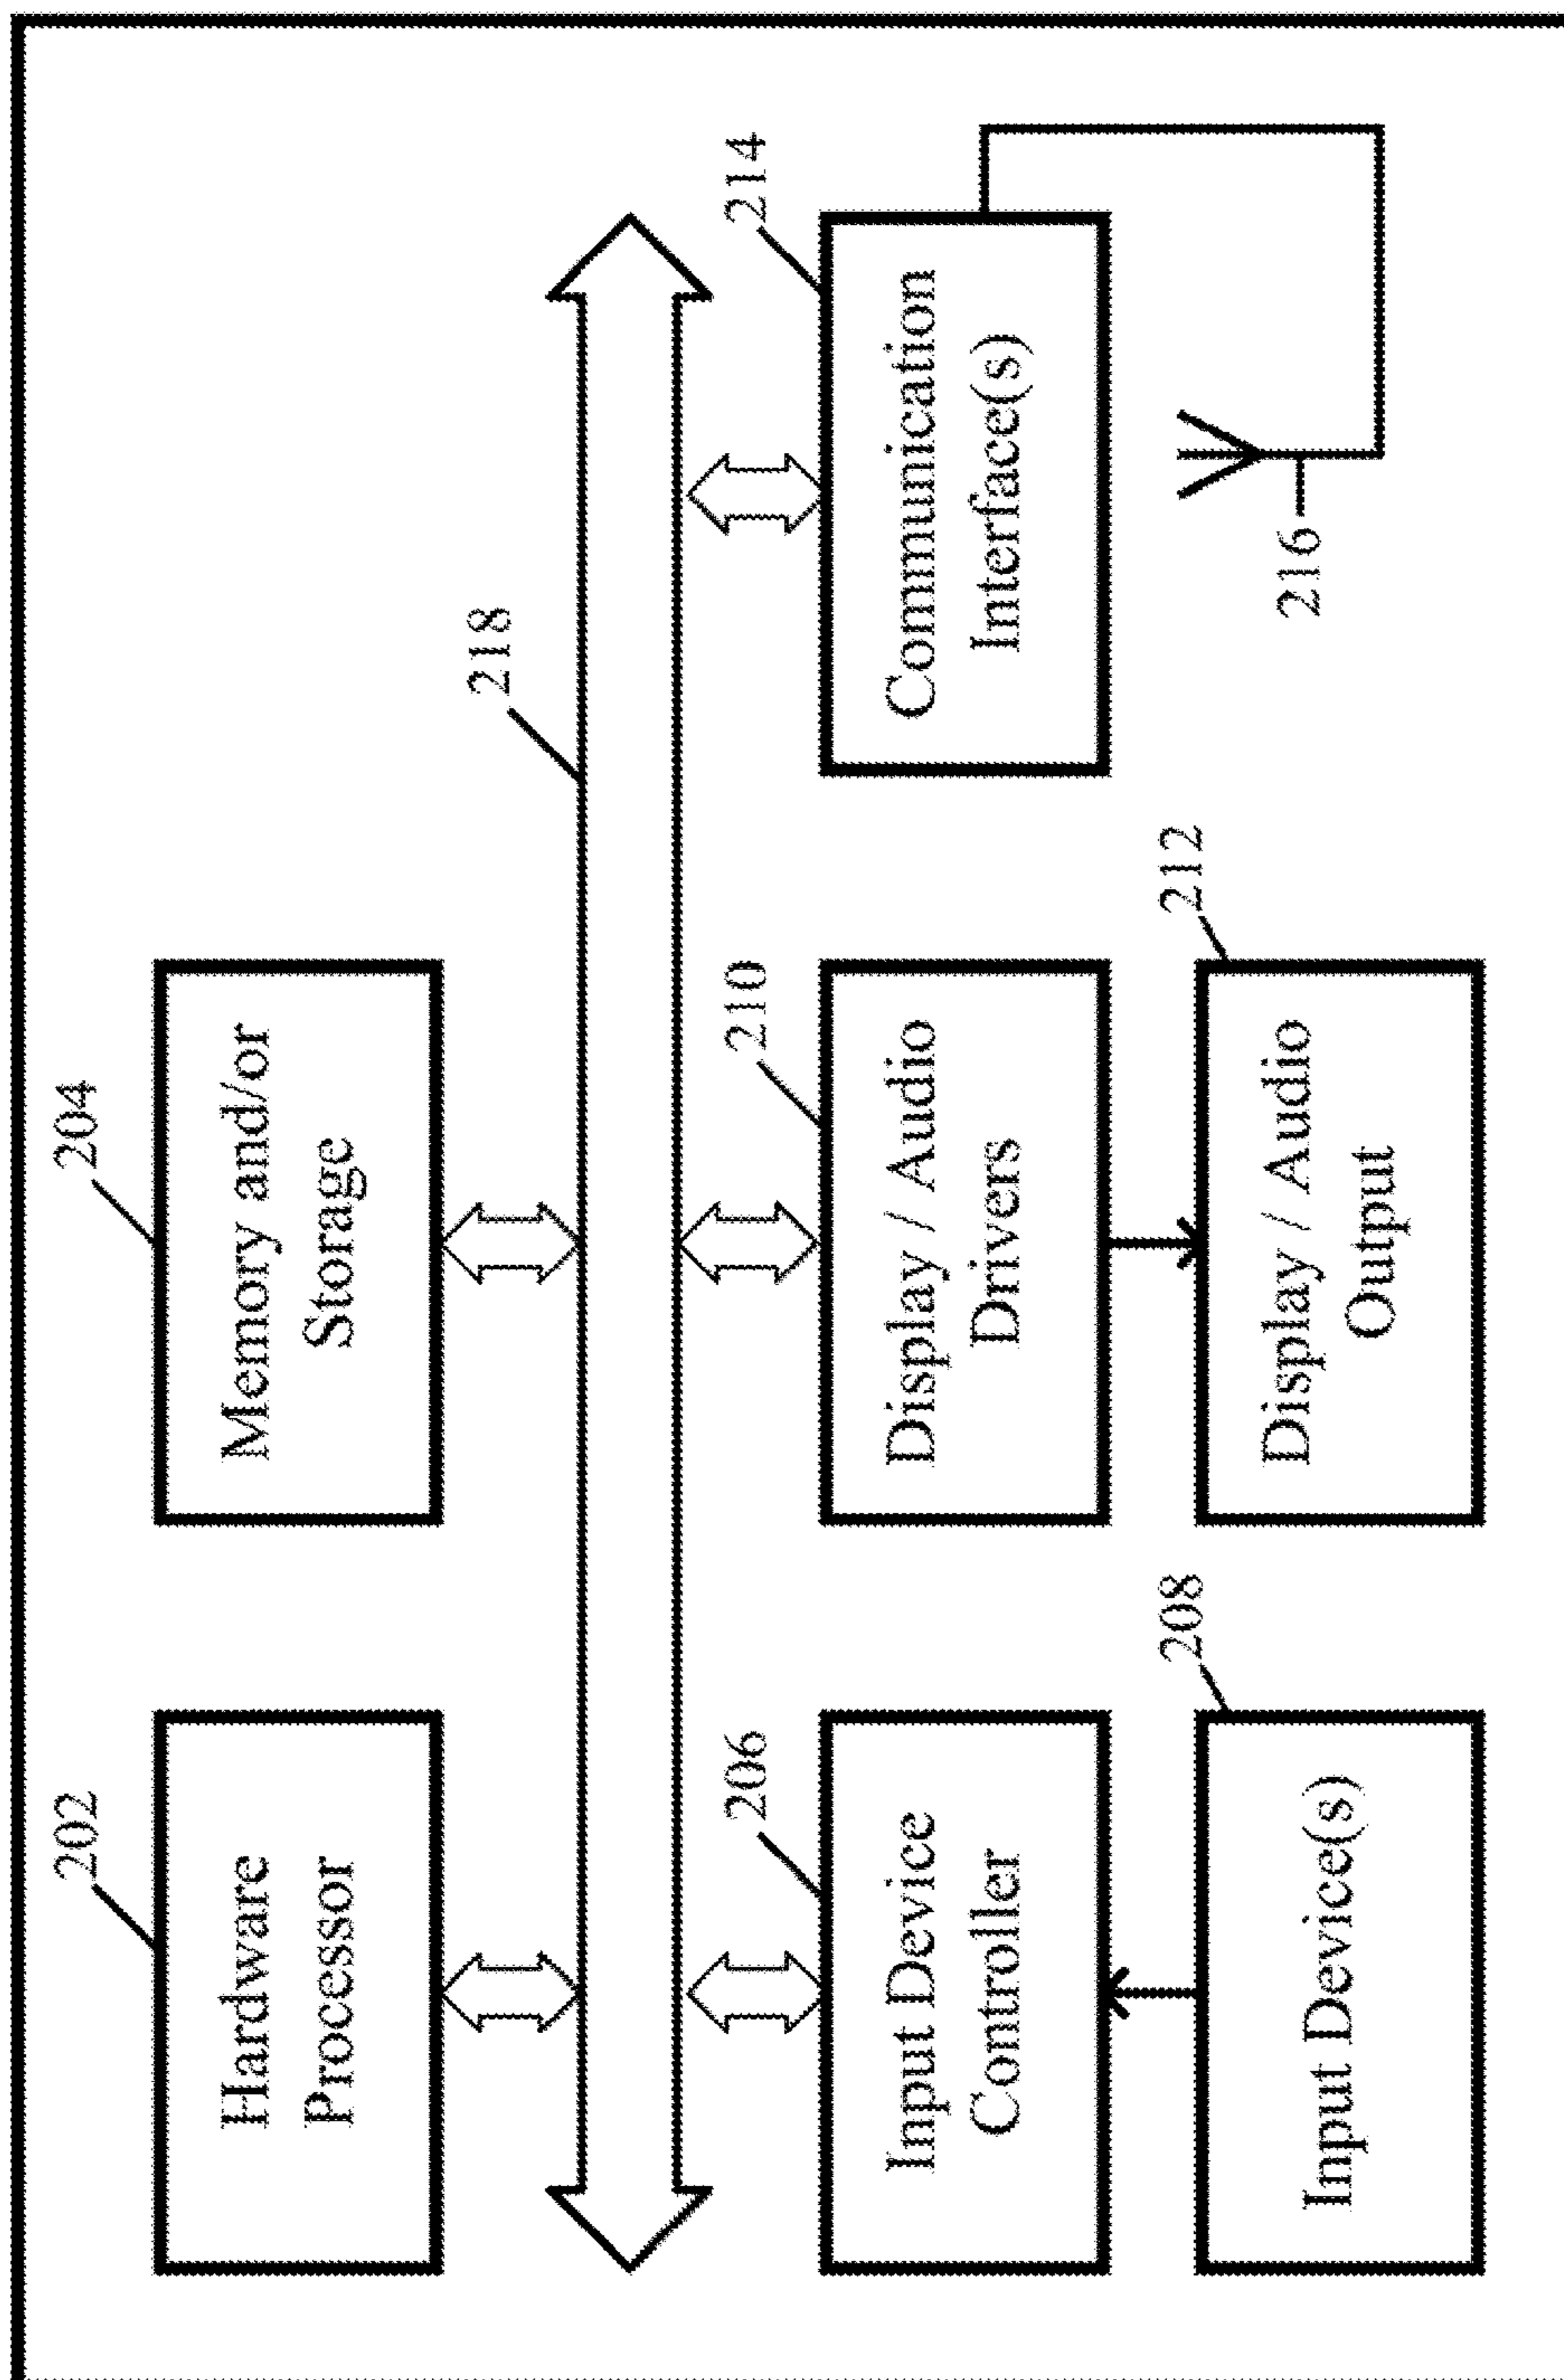 202
Hardware
Processor
204
Memory and/or
Storage
218
206
Input Device
Controller
210
Display / Audio
Drivers
214
Communication
Interface(s)
208
Input Device(s)
212
Display / Audio
Output
216